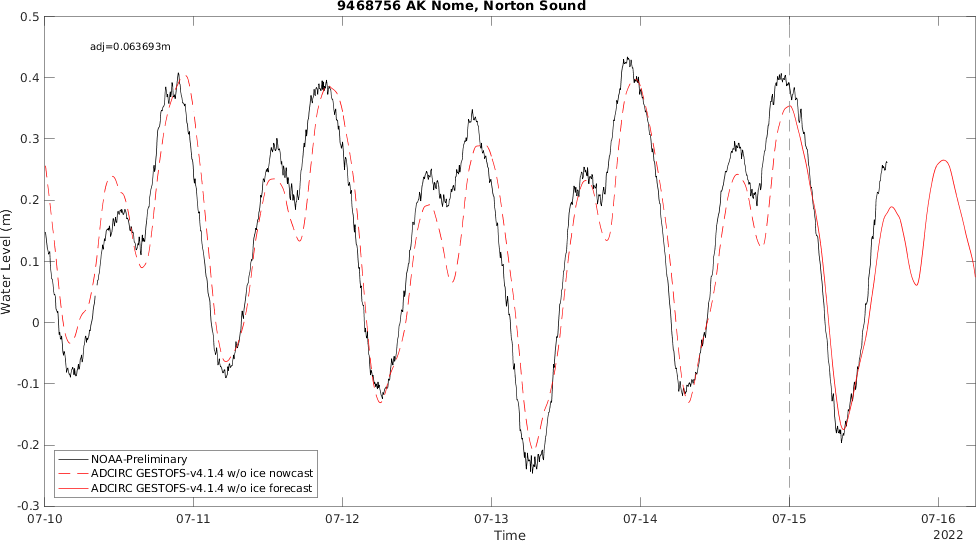 9468756 AK Nome, Norton Sound
adj=0.063693m
0.5
0.4
0.3
0.2
0.1
0
-0.1
-0.2
-0.3
Water Level (m)
NOAA-Preliminary
ADCIRC GESTOFS-v4.1.4 w/o ice nowcast
ADCIRC GESTOFS-v4.1.4 w/o ice forecast
07-10 07-11 07-12 07-13 07-14 07-15 07-16
Time
2022